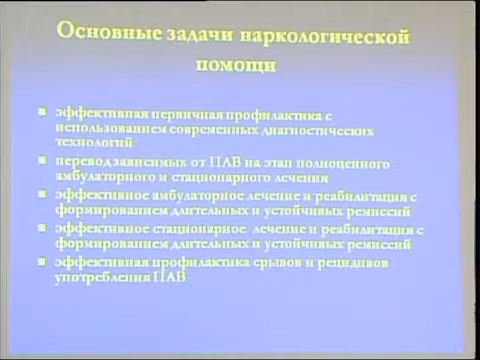 Основные задачи наркологической
помощи
эффективная первичная профилактика с
использованием современных диагностических
технологий
перевод зависимых от ПАВ на этап полноценного
амбулаторного и стационарного лечения
эффективное амбулаторное лечение и реабилитация с
формированием длительных и устойчивых ремиссий
эффективное стационарное лечение и реабилитация с
формированием длительных и устойчивых ремиссий
эффективная профилактика срывов и рецидивов
употребления ПАВ